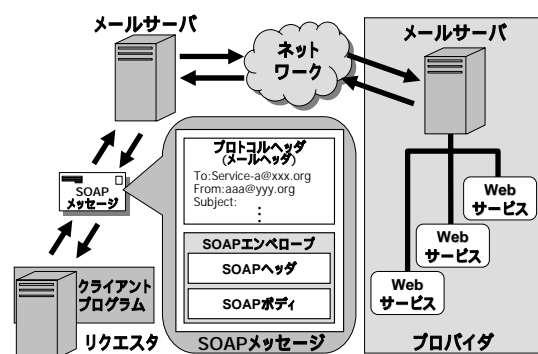 メールサーバ
ネット
ワーク
メールサーバ
SOAP
メッセージ
プロトコルヘッダ
(メールヘッダ)
To:Service-a@xxx.org
From:aaa@yyy.org
Subject:
⋮
SOAPエンベロープ
SOAPヘッダ
SOAPボディ
SOAPメッセージ
クライアント
プログラム
リクエスタ
Web
サービス
Web
サービス
Web
サービス
プロバイダ